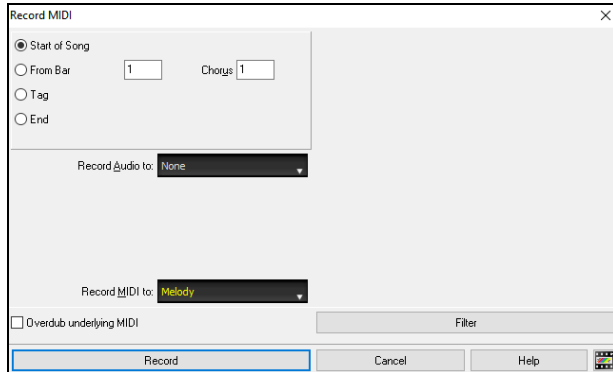 Record MIDI
Start of Song
From Bar 1 Chorus 1
Tag
End
Record Audio to: None
Record MIDI to: Melody
Overdub underlying MIDI Filter
Record Cancel Help